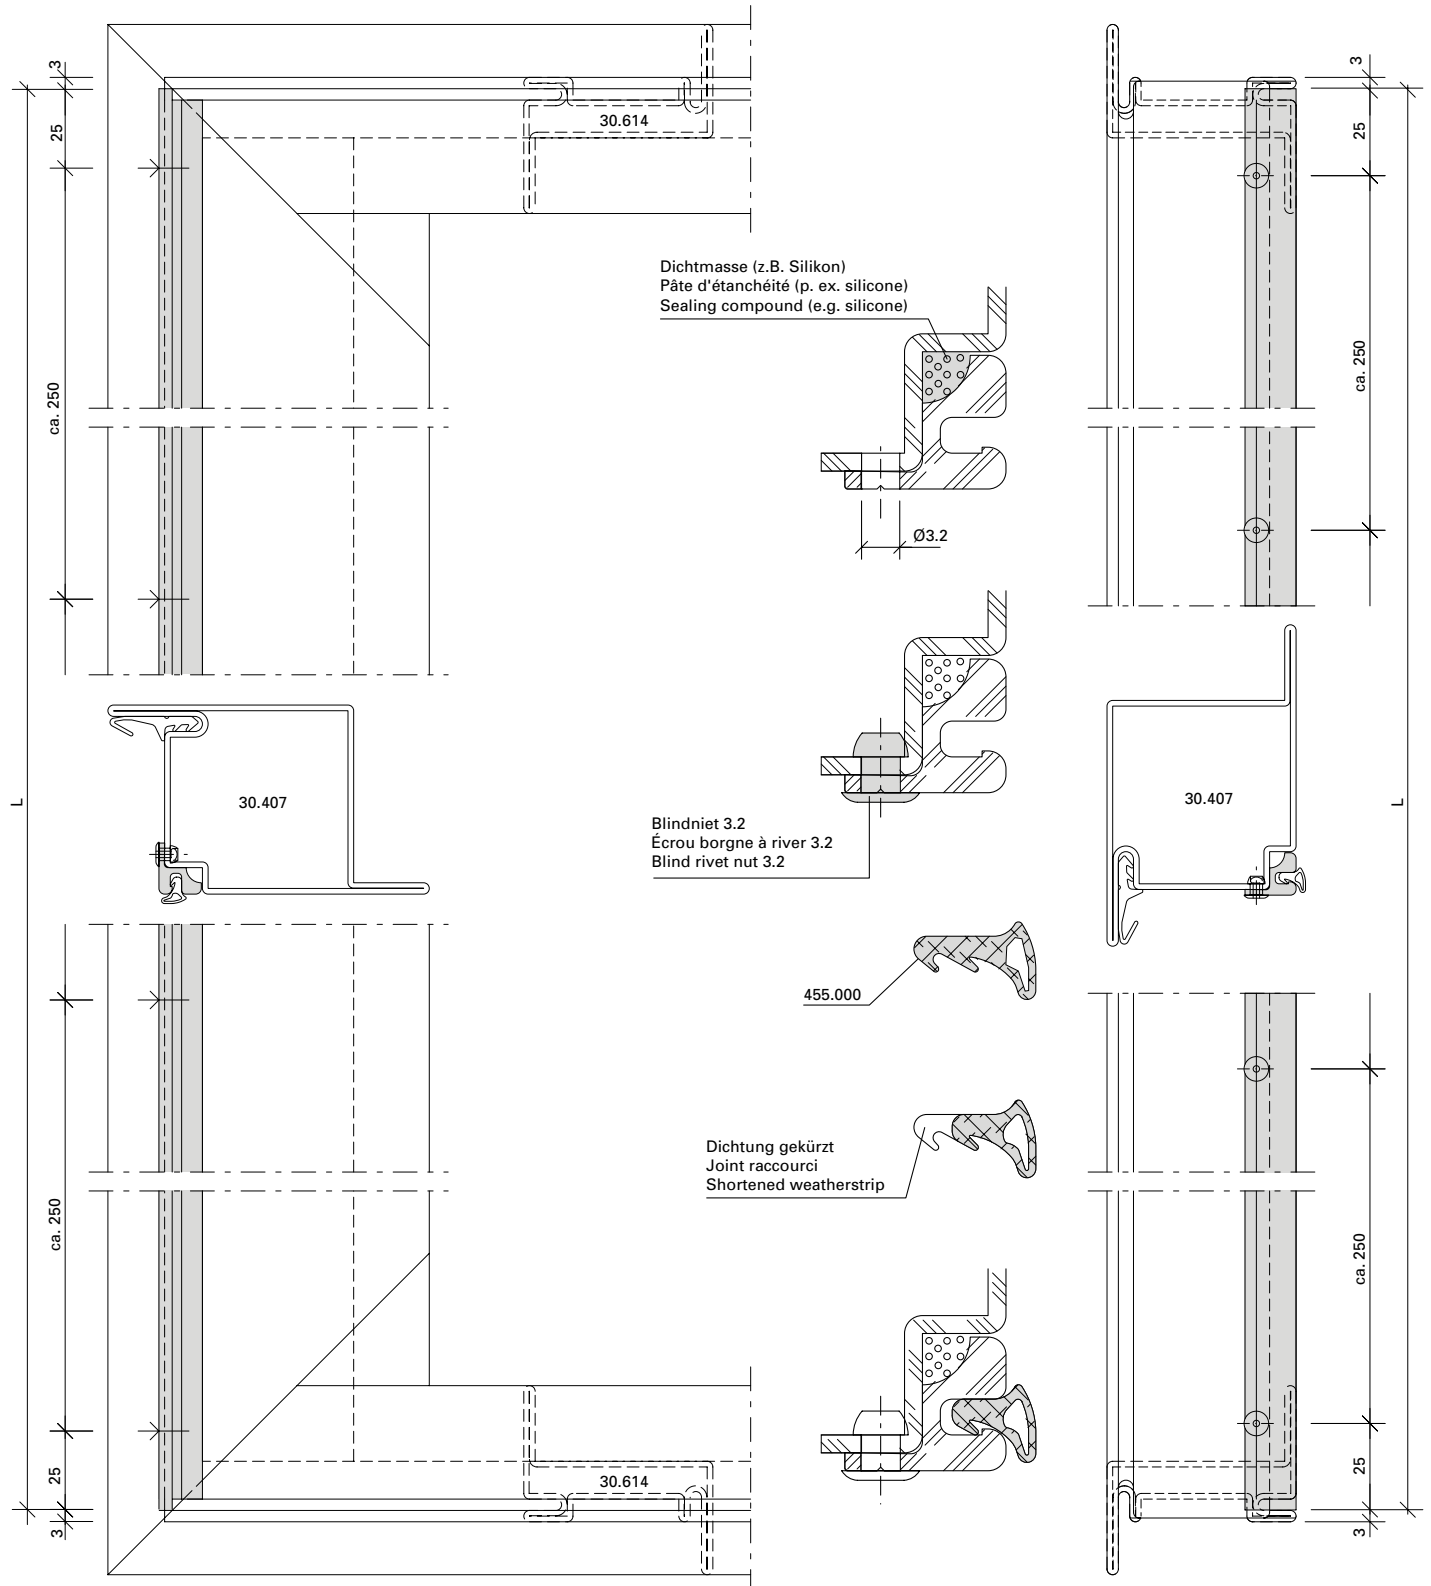 3
25
ca. 250
L
30.614
30.407
ca. 250
25
3
30.614
Dichtmasse (z.B. Silikon)
Pâte d'étanchéité (p. ex. silicone)
Sealing compound (e.g. silicone)
Ø3.2
Blindniet 3.2
Écrou borgne à river 3.2
Blind rivet nut 3.2
455.000
Dichtung gekürzt
Joint raccourci
Shortened weatherstrip
3
25
ca. 250
30.407
L
ca. 250
25
3